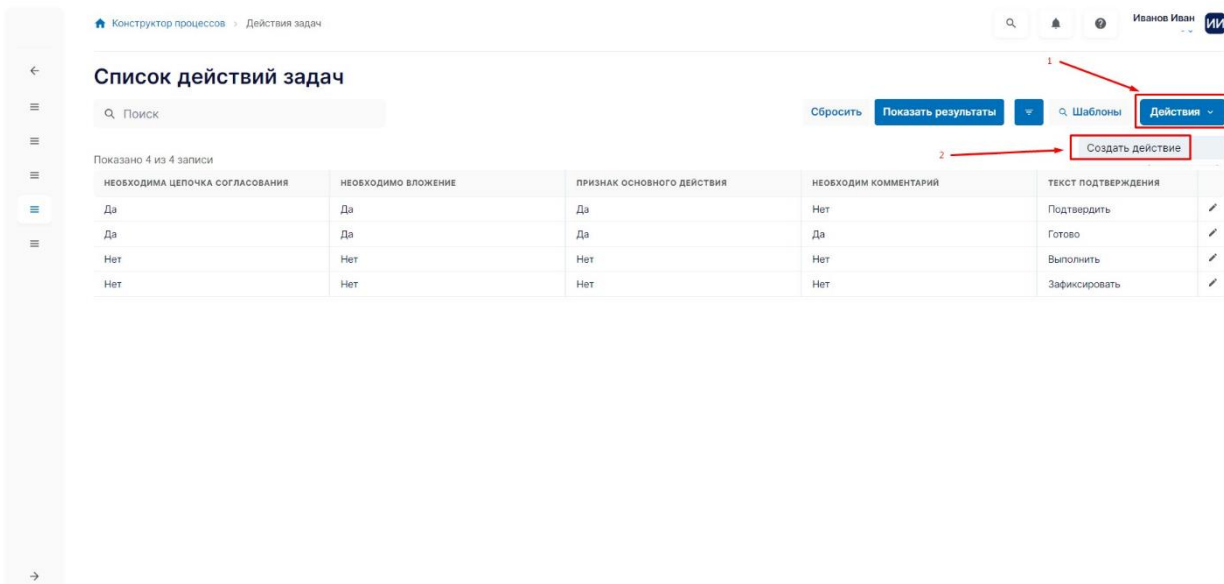 Конструктор процессов › Действия задач
Иванов Иван
ИИ
1
Список действий задач
Поиск
Сбросить
Показать результаты
Шаблоны
Действия
2
Создать действие
Показано 4 из 4 записи
НЕОБХОДИМА ЦЕПОЧКА СОГЛАСОВАНИЯ НЕОБХОДИМО ВЛОЖЕНИЕ ПРИЗНАК ОСНОВНОГО ДЕЙСТВИЯ НЕОБХОДИМ КОММЕНТАРИЙ ТЕКСТ ПОДТВЕРЖДЕНИЯ
Да Да Да Нет Подтвердить
Да Да Да Да Готово
Нет Нет Нет Нет Выполнить
Нет Нет Нет Нет Зафиксировать